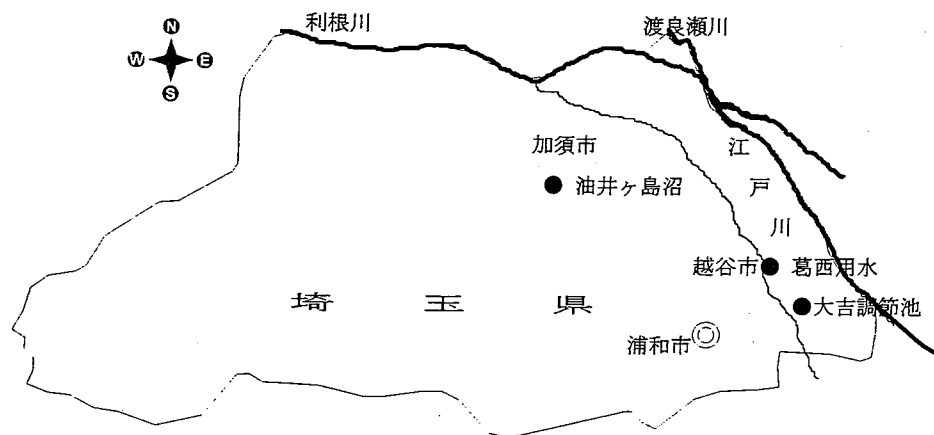 利根川
渡良瀬川
N
W E
S
加須市
油井ヶ島沼
江戸川
越谷市
葛西用水
大吉調節池
埼玉県
浦和市